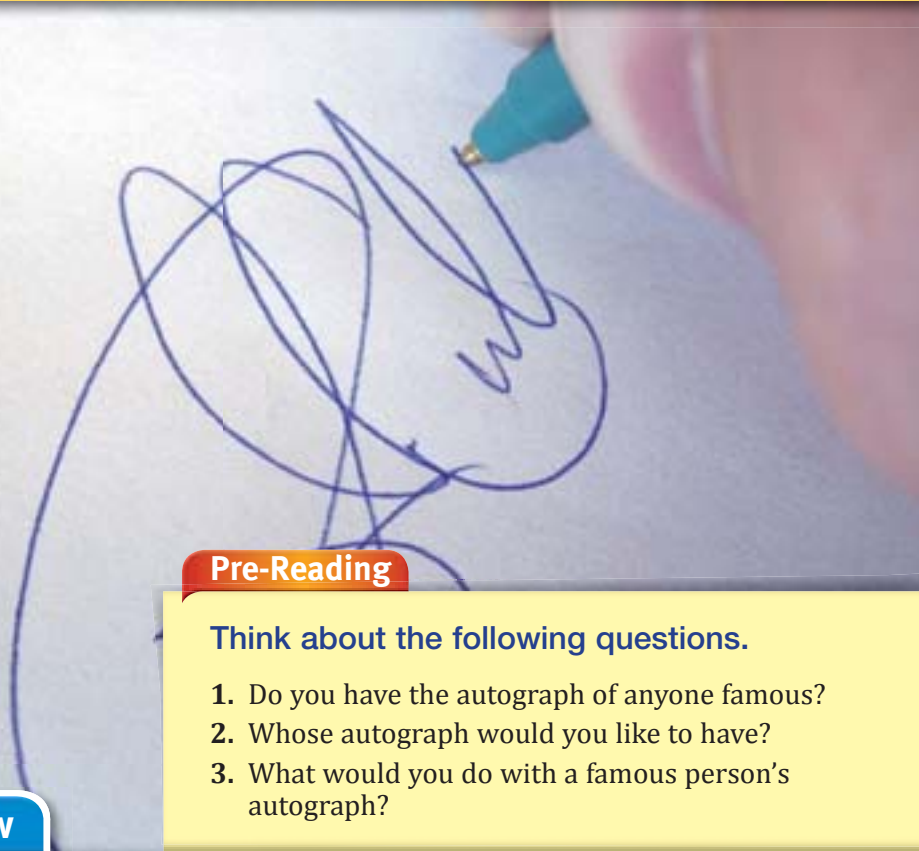 Pre-Reading
Think about the following questions.
1. Do you have the autograph of anyone famous?
2. Whose autograph would you like to have?
3. What would you do with a famous person's
autograph?